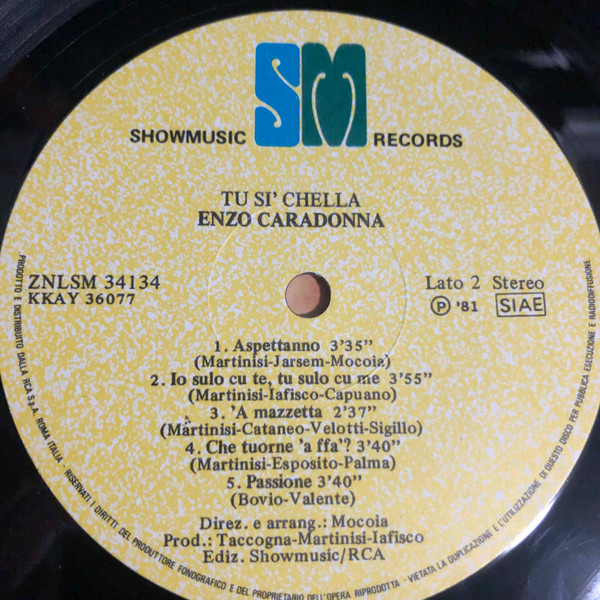 SM
SHOWMUSIC RECORDS
TU SI' CHELLA
ENZO CARADONNA
ZNLSM 34134
KKAY 36077
Lato 2 Stereo
Ⓟ '81 SIAE
1. Aspettanno 3'35"
(Martinisi-Jarsem-Mocoia)
2. Io sulo cu te, tu sulo cu me 3'55"
(Martinisi-Iafisco-Capuano)
3. 'A mazzetta 2'37"
(Martinisi-Cataneo-Velotti-Sigillo)
4. Che tuorne 'a ffa'? 3'40"
(Martinisi-Esposito-Palma)
5. Passione 3'40"
(Bovio-Valente)
Direz. e arrang.: Mocoia
Prod.: Taccogna-Martinisi-Iafisco
Ediz. Showmusic/RCA
PRODOTTO E DISTRIBUITO DALLA RCA S.p.A. ROMA ITALIA · RISERVATI I DIRITTI DEL PRODUTTORE FONOGRAFICO E DEL PROPRIETARIO DELL'OPERA RIPRODOTTA · VIETATA LA DUPLICAZIONE E L'UTILIZZAZIONE DI QUESTO DISCO PER PUBBLICA ESECUZIONE E RADIODIFFUSIONE